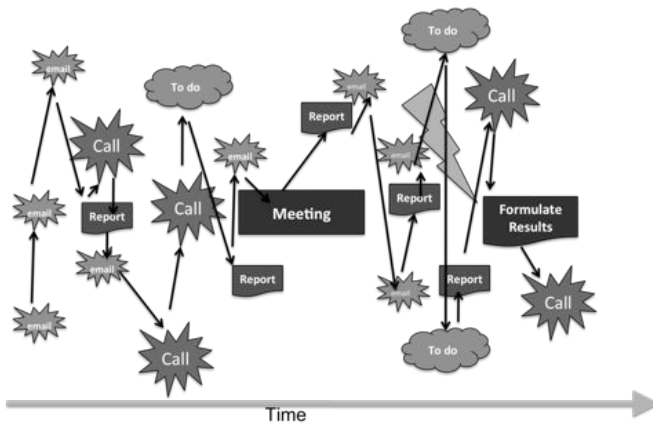 email
email
email
Call
Report
email
To do
Call
Call
email
Report
Meeting
Report
email
email
Report
email
To do
To do
Report
Call
Formulate
Results
Call
Time